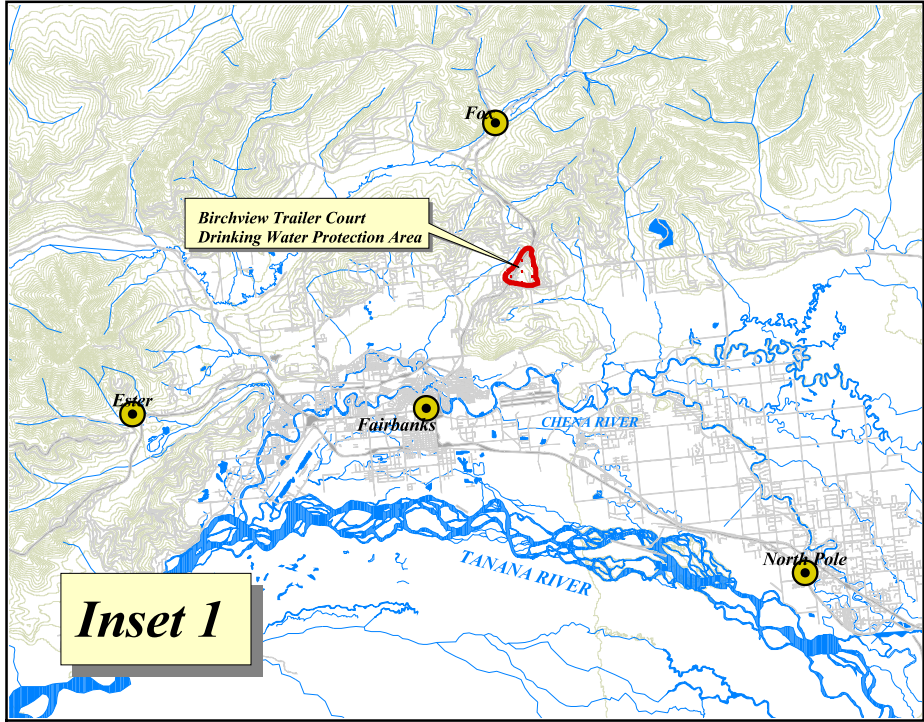 Fox
Birchview Trailer Court
Drinking Water Protection Area
Ester
Fairbanks
CHENA RIVER
TANANA RIVER
North Pole
Inset 1